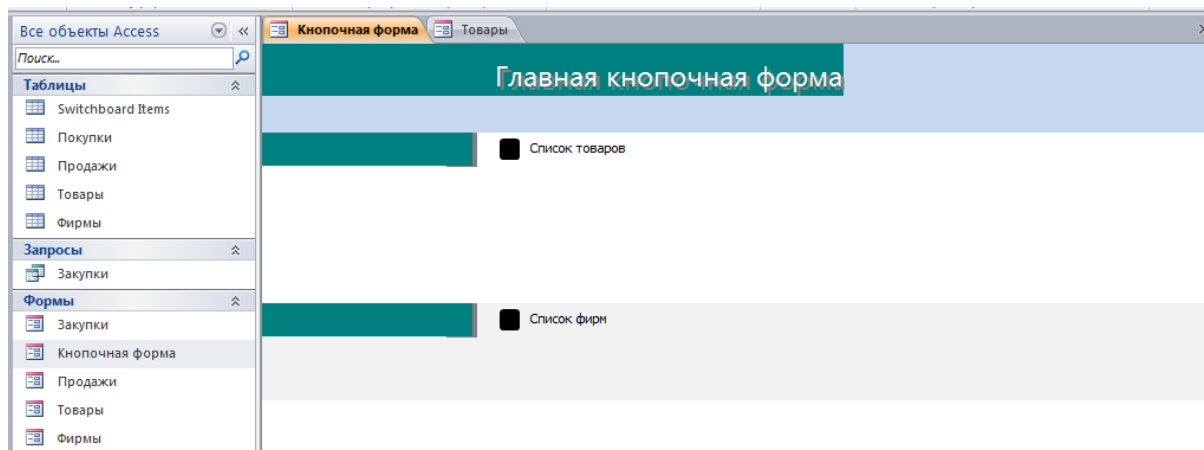 Все объекты Access
Поиск...
Таблицы
Switchboard Items
Покупки
Продажи
Товары
Фирмы
Запросы
Закупки
Формы
Закупки
Кнопочная форма
Продажи
Товары
Фирмы
Кнопочная форма Товары
Главная кнопочная форма
Список товаров
Список фирм